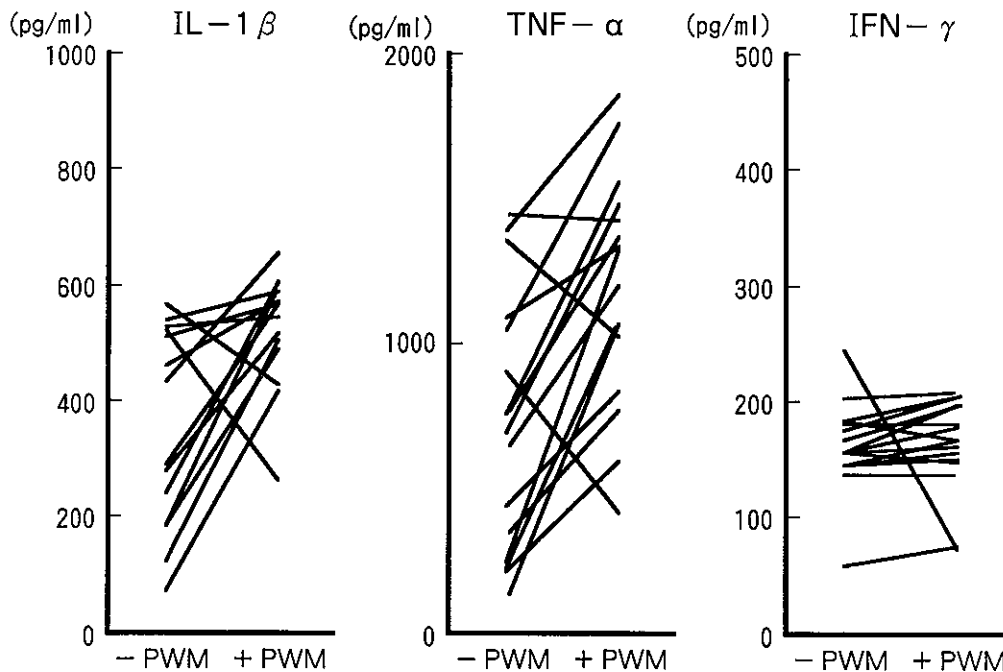 (pg/ml) IL-1β
1000
800
600
400
200
0
-PWM +PWM
(pg/ml) TNF-α
2000
1000
0
-PWM +PWM
(pg/ml) IFN-γ
500
400
300
200
100
0
-PWM +PWM